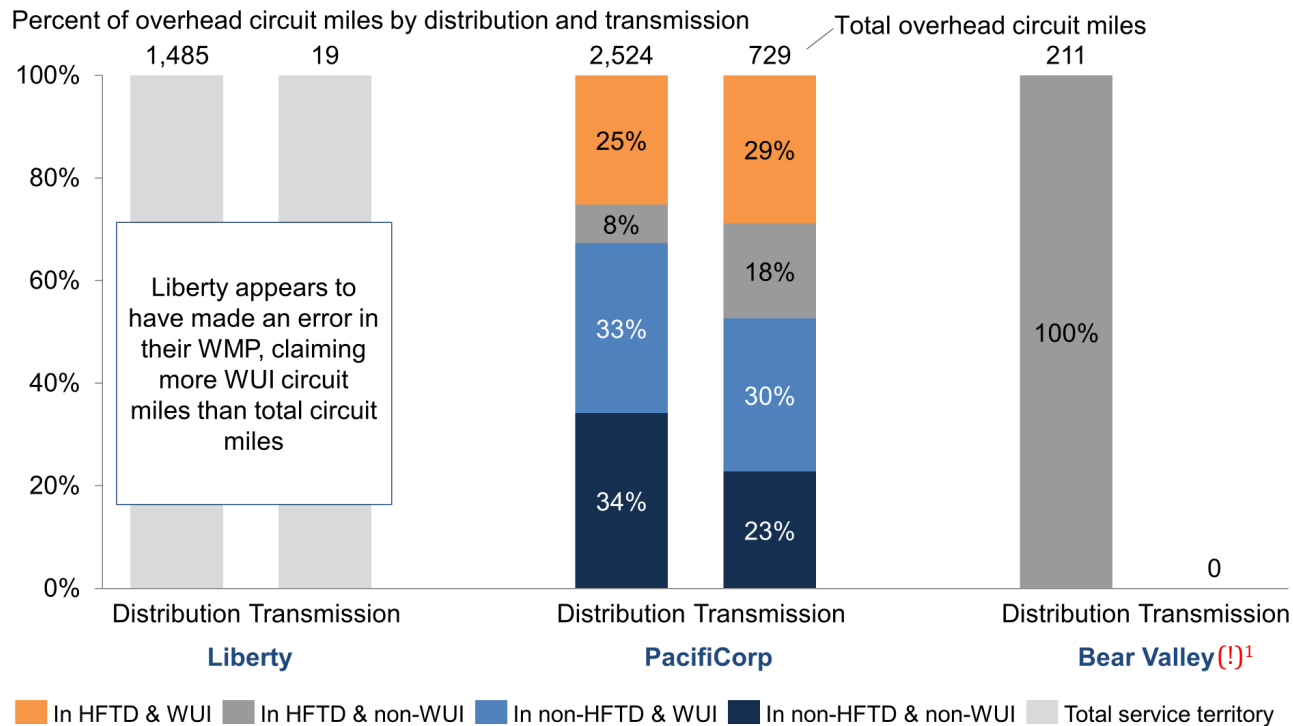 Percent of overhead circuit miles by distribution and transmission
Total overhead circuit miles
1,485
19
2,524
729
211
100%
80%
60%
40%
20%
0%
Liberty appears to
have made an error in
their WMP, claiming
more WUI circuit
miles than total circuit
miles
25%
8%
33%
34%
29%
18%
30%
23%
100%
0
Distribution Transmission
Distribution Transmission
Distribution Transmission
Liberty
PacifiCorp
Bear Valley(!)¹
In HFTD & WUI
In HFTD & non-WUI
In non-HFTD & WUI
In non-HFTD & non-WUI
Total service territory